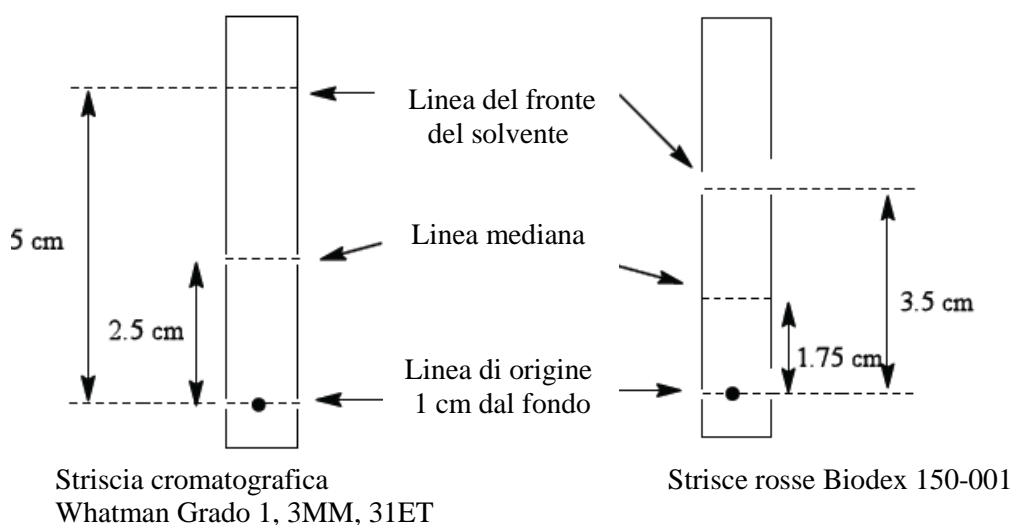 Linea del fronte
del solvente
5 cm
Linea mediana
2.5 cm
3.5 cm
1.75 cm
Linea di origine
1 cm dal fondo
Striscia cromatografica
Whatman Grado 1, 3MM, 31ET
Strisce rosse Biodex 150-001